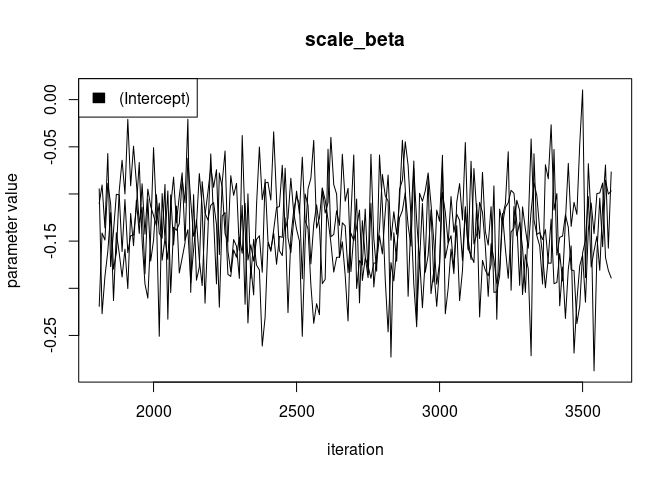 scale_beta
(Intercept)
0.00
-0.05
-0.15
-0.25
parameter value
2000 2500 3000 3500
iteration